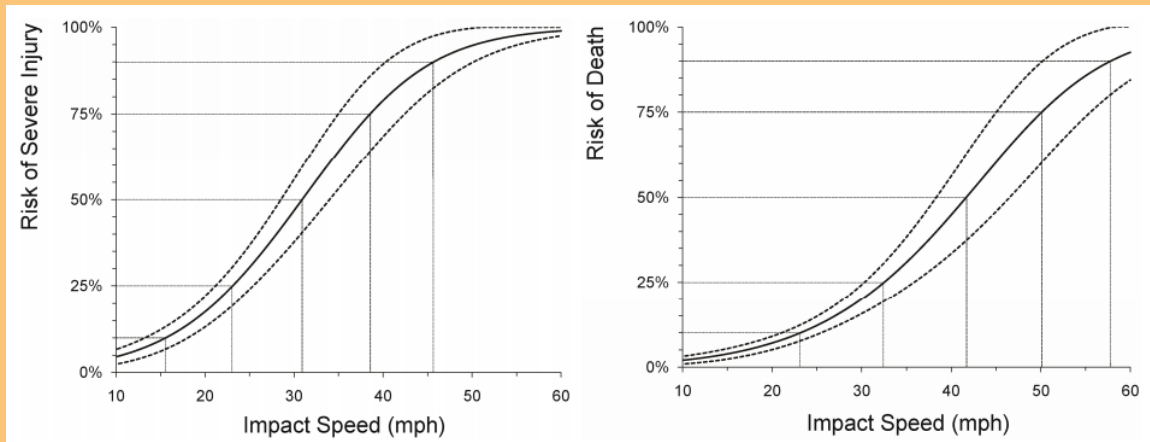 Risk of Severe Injury
100%
75%
50%
25%
0%
10 20 30 40 50 60
Impact Speed (mph)
Risk of Death
100%
75%
50%
25%
0%
10 20 30 40 50 60
Impact Speed (mph)